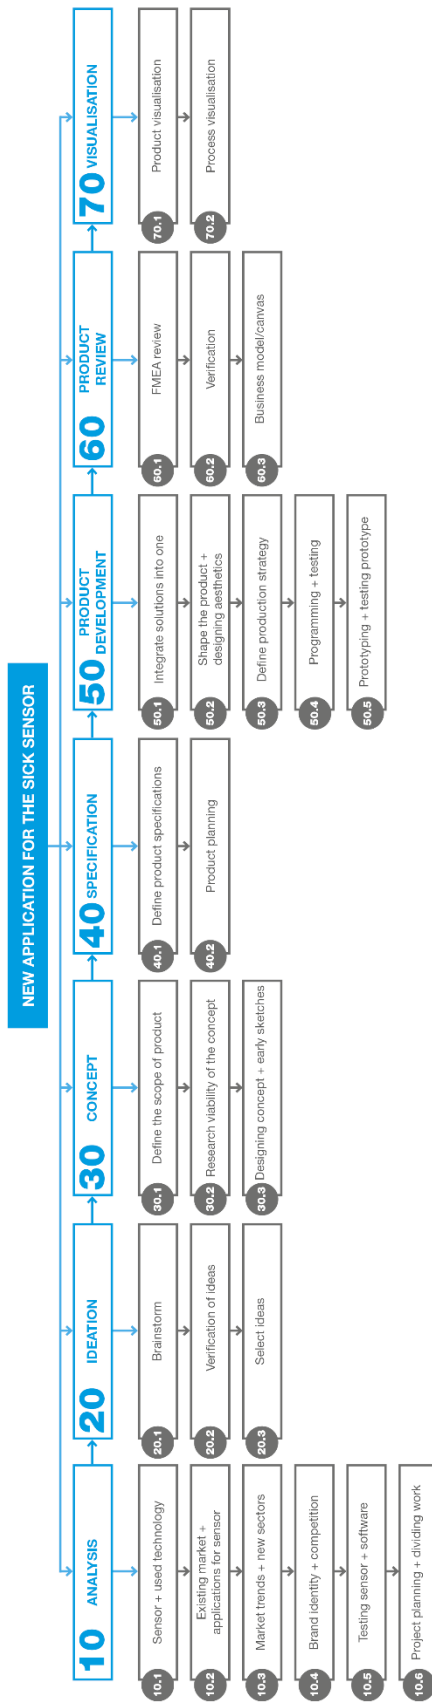 NEW APPLICATION FOR THE SICK SENSOR
10 ANALYSIS
10.1 Sensor + used technology
10.2 Existing market +
applications for sensor
10.3 Market trends + new sectors
10.4 Brand identity + competition
10.5 Testing sensor + software
10.6 Project planning + dividing work
20 IDEATION
20.1 Brainstorm
20.2 Verification of ideas
20.3 Select ideas
30 CONCEPT
30.1 Define the scope of product
30.2 Research viability of the concept
30.3 Designing concept + early sketches
40 SPECIFICATION
40.1 Define product specifications
40.2 Product planning
50 PRODUCT
DEVELOPMENT
50.1 Integrate solutions into one
50.2 Shape the product +
designing aesthetics
50.3 Define production strategy
50.4 Programming + testing
50.5 Prototyping + testing prototype
60 PRODUCT
REVIEW
60.1 FMEA review
60.2 Verification
60.3 Business model/canvas
70 VISUALISATION
70.1 Product visualisation
70.2 Process visualisation